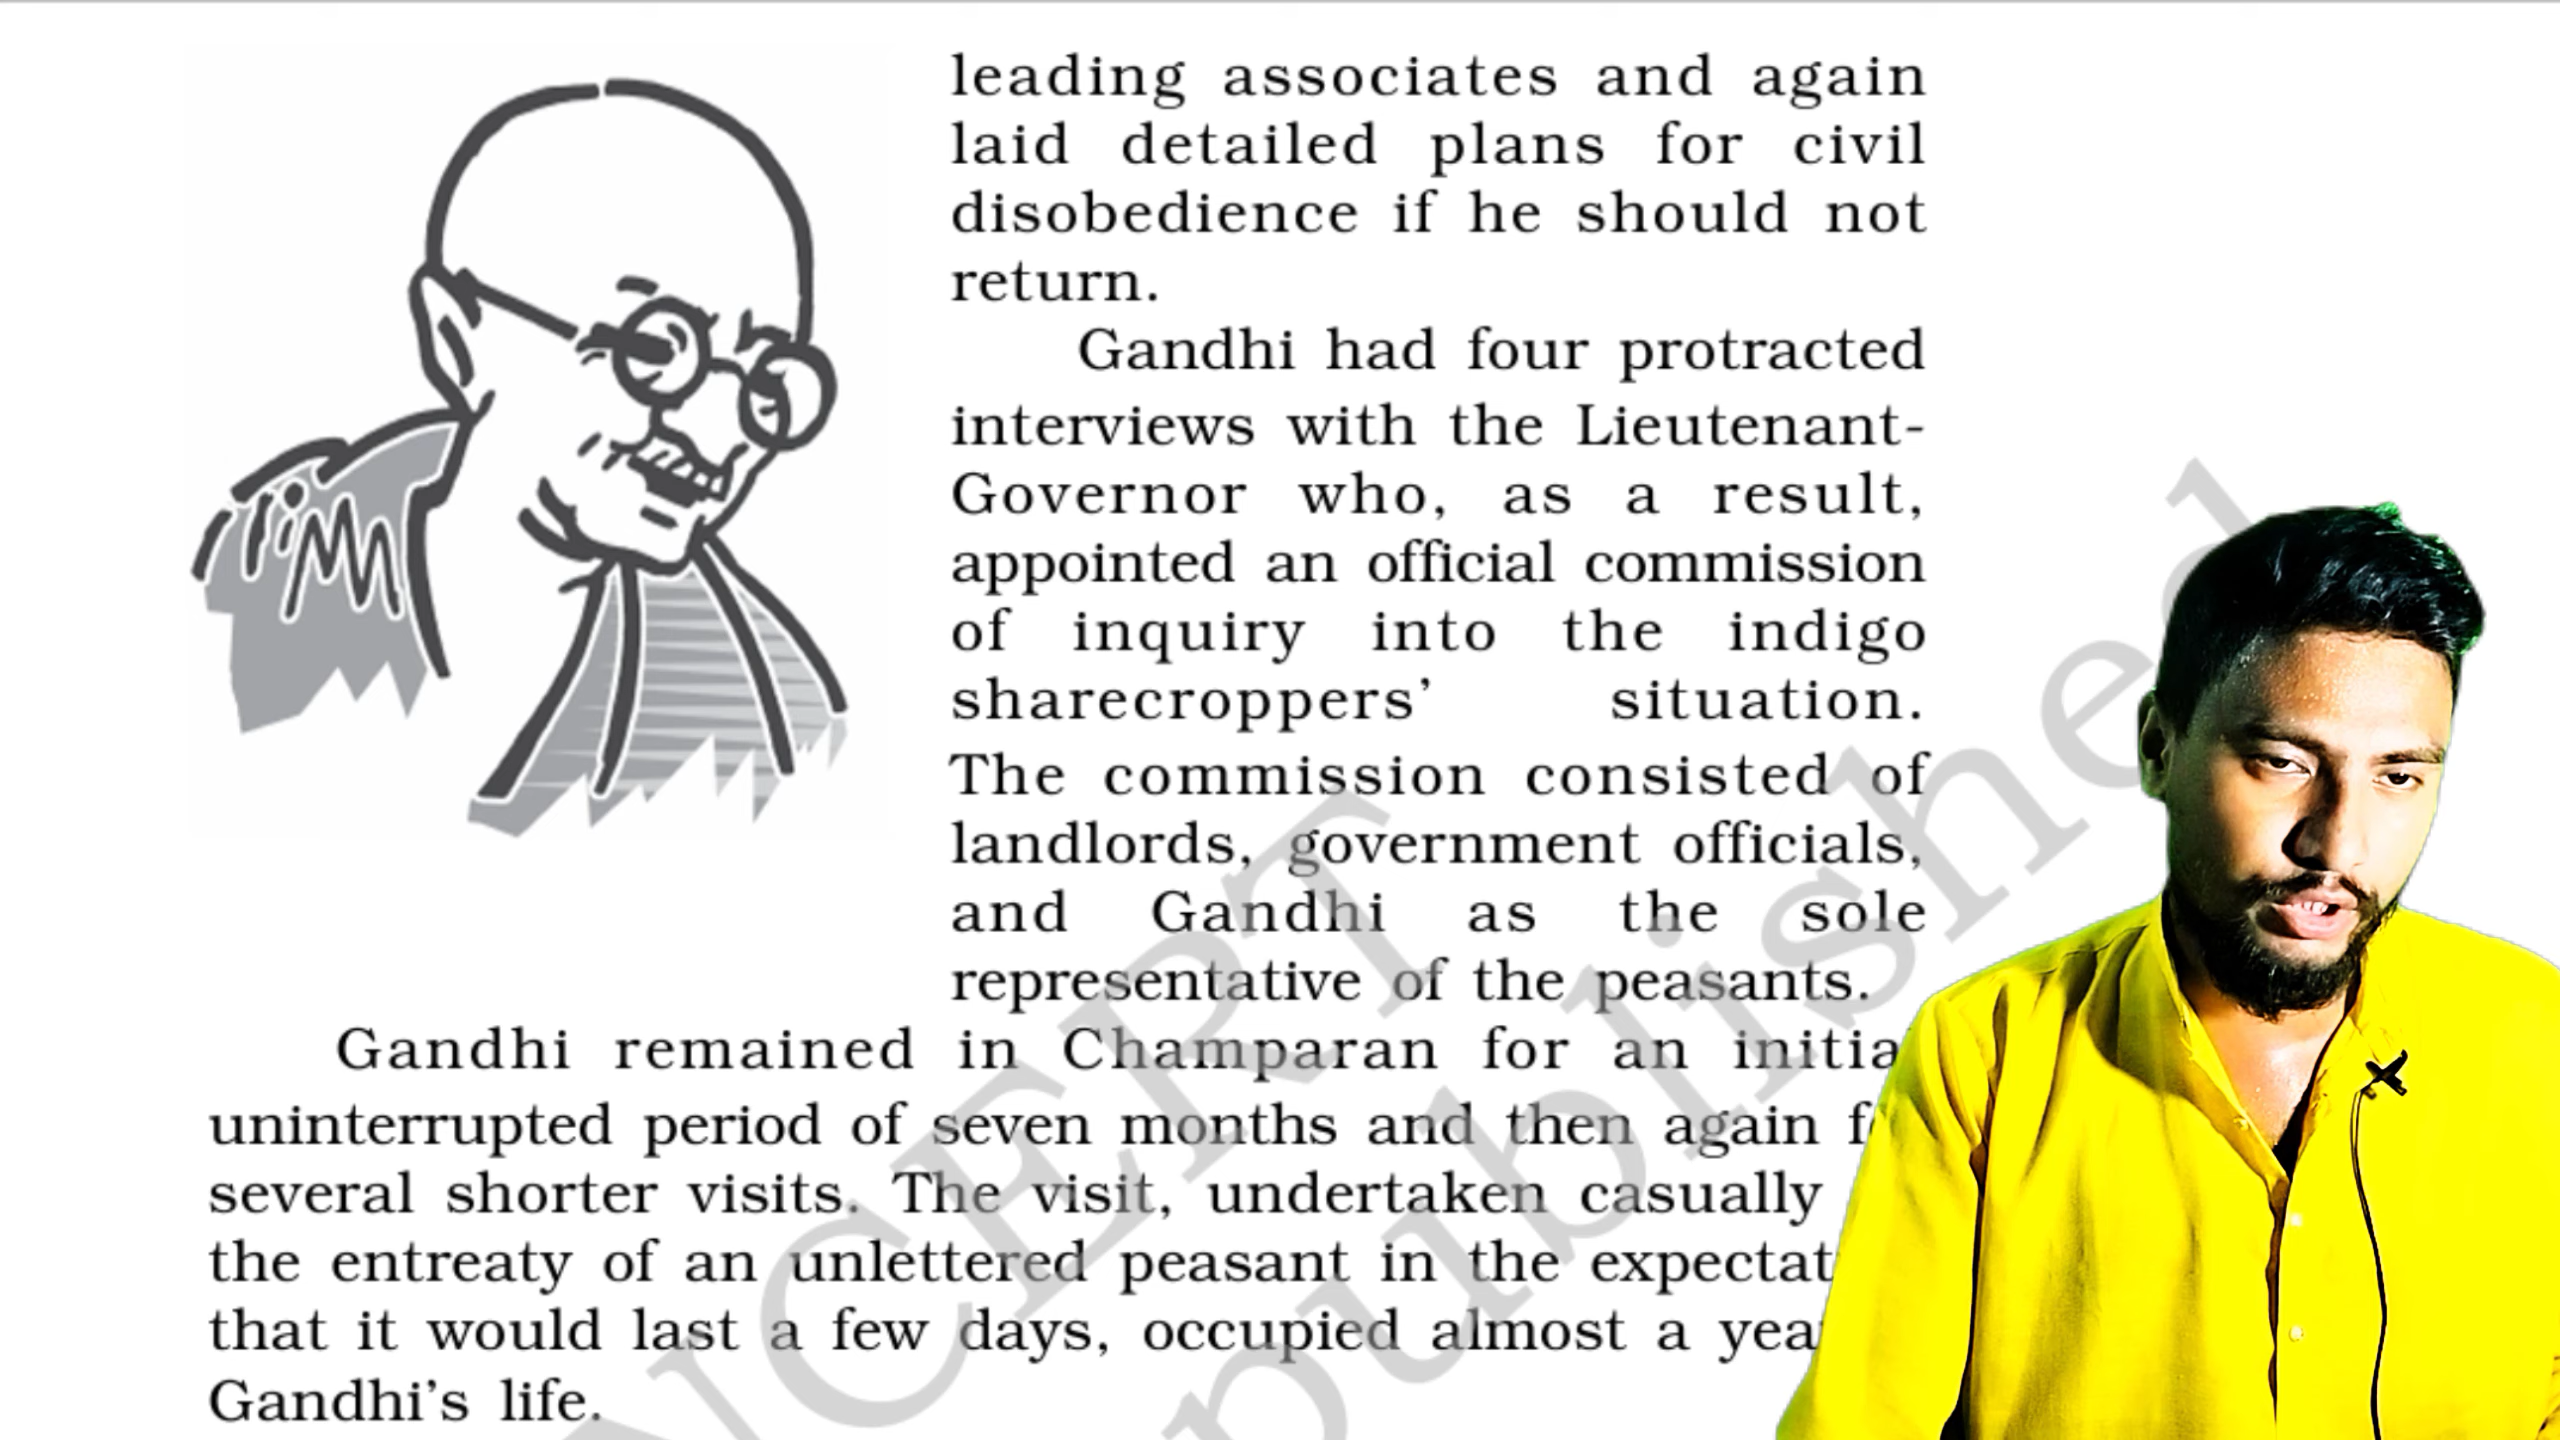 leading associates and again
laid detailed plans for civil
disobedience if he should not
return.
Gandhi had four protracted
interviews with the Lieutenant-
Governor who, as a result,
appointed an official commission
of inquiry into the indigo
sharecroppers’ situation.
The commission consisted of
landlords, government officials,
and Gandhi as the sole
representative of the peasants.
Gandhi remained in Champaran for an
uninterrupted period of seven months and then again
several shorter visits. The visit, undertaken casually
the entreaty of an unlettered peasant in the
that it would last a few days, occupied almost a
Gandhi’s life.
TiM
NCERT
published